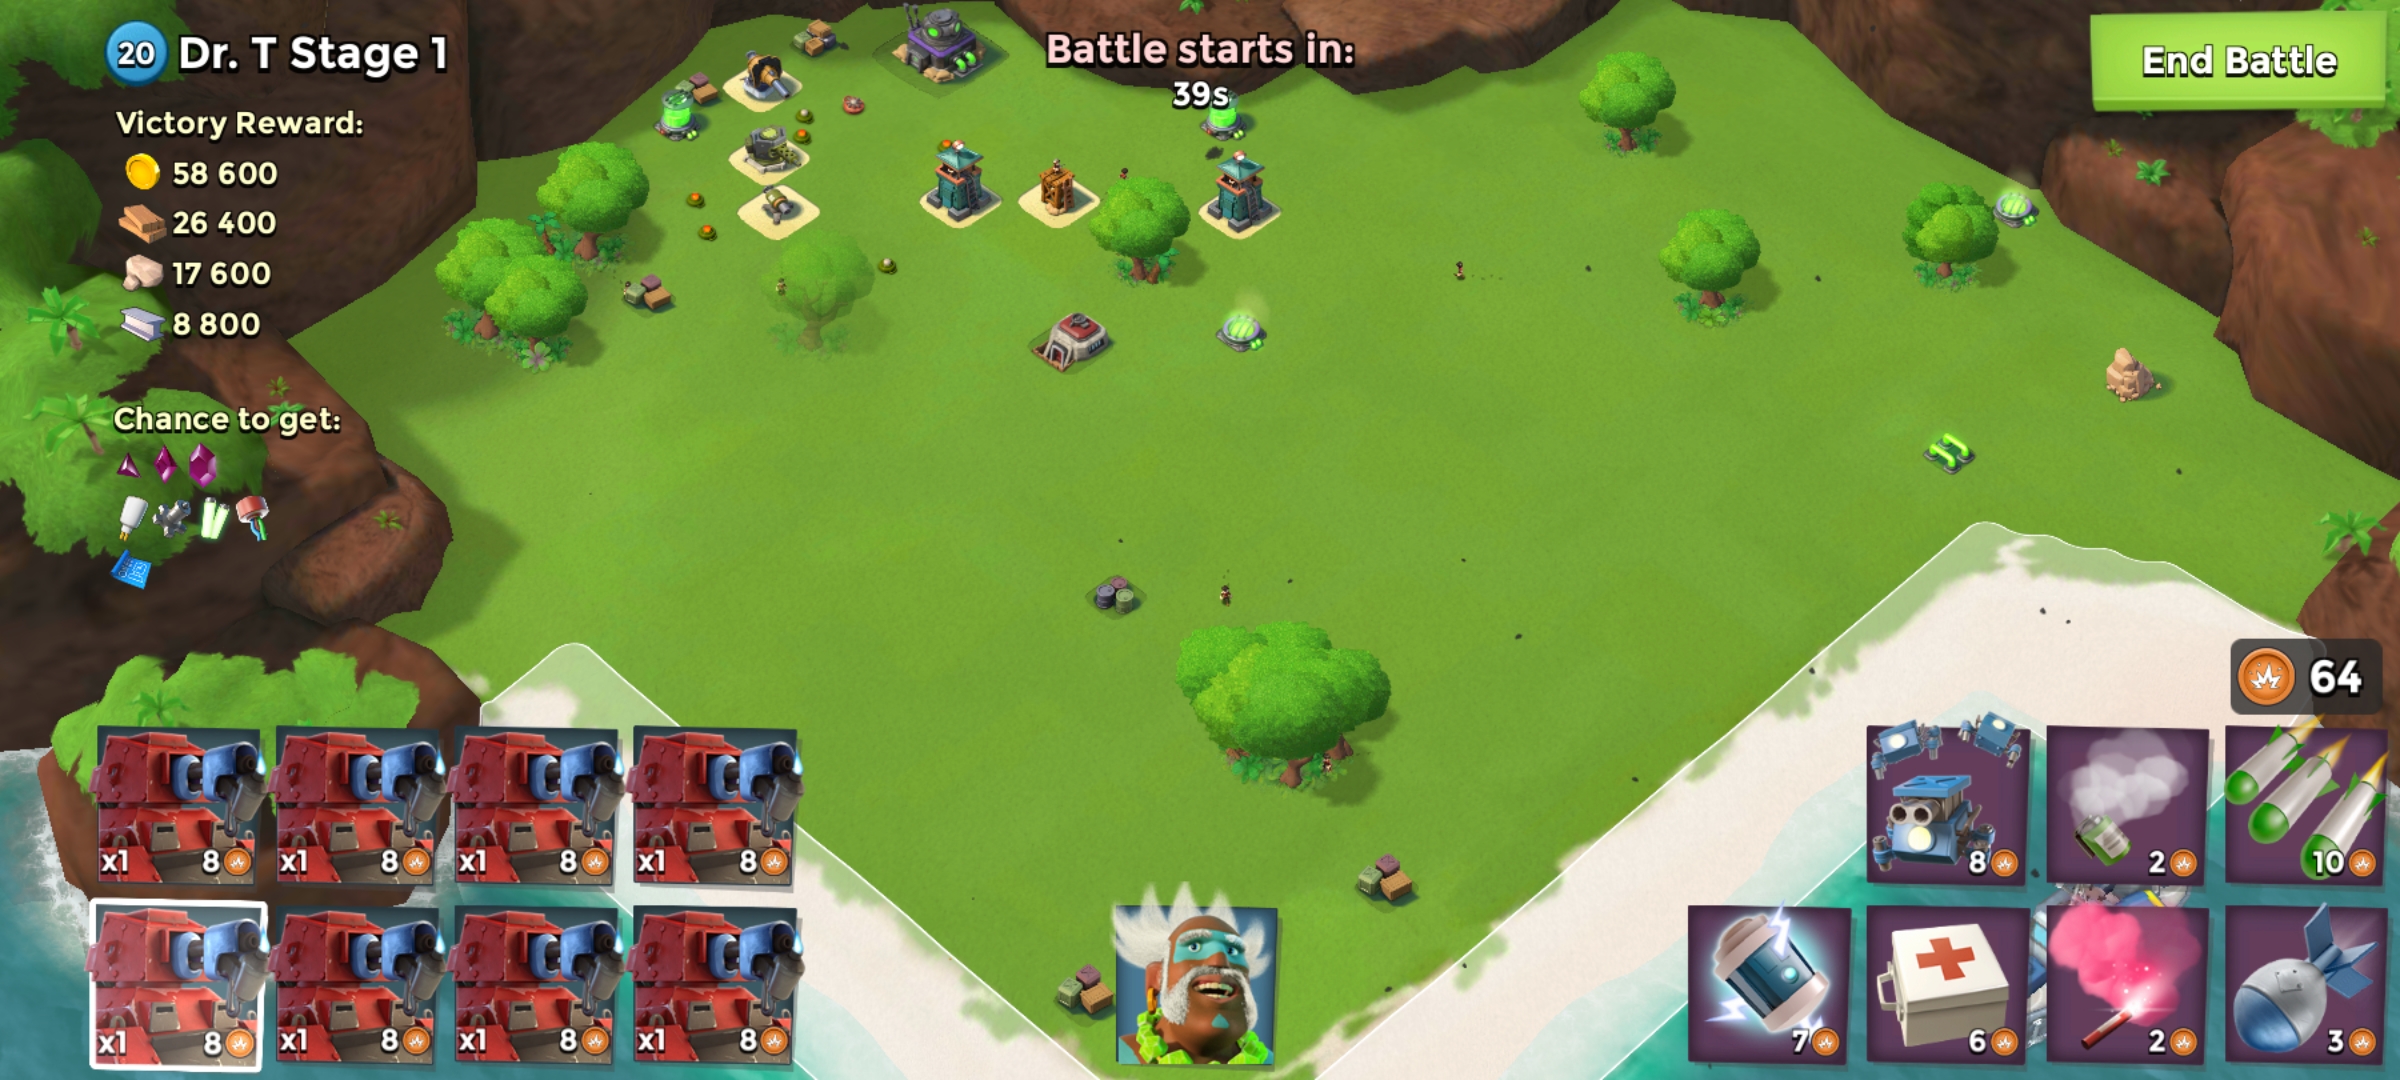 20 Dr. T Stage 1
Victory Reward:
58 600
26 400
17 600
8 800
Chance to get:
Battle starts in:
39s
End Battle
64
x1 8
x1 8
x1 8
x1 8
8
2
10
x1 8
x1 8
x1 8
x1 8
7
6
2
3